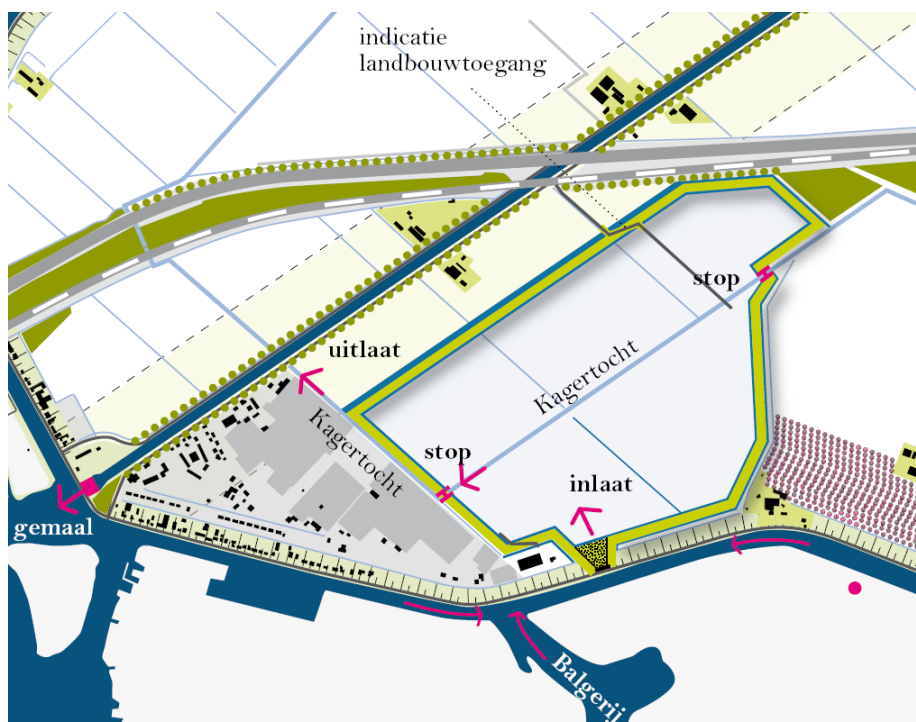 indicatie
landbouwtoegang
stop
uitlaat
Kagertocht
Kagertocht
stop
inlaat
gemaal
Balgerij